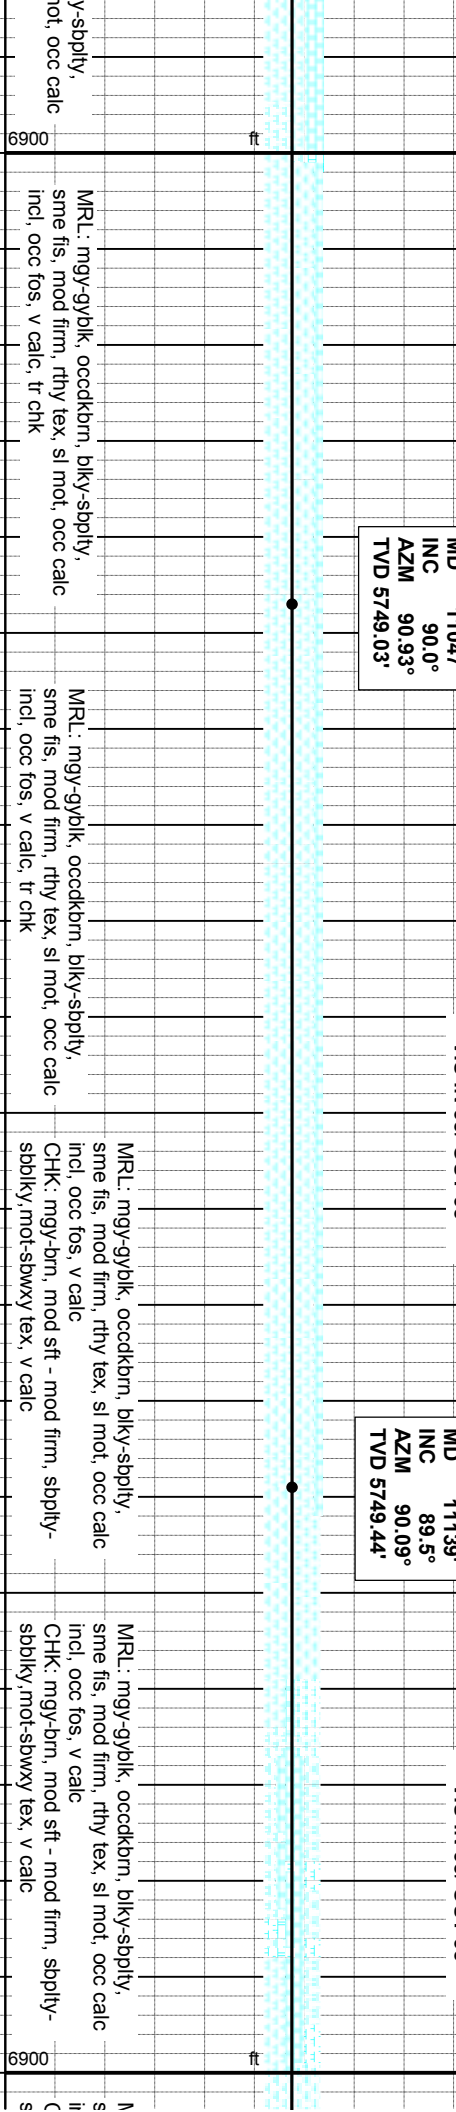 y-sbplty,
not, occ calc
6900
ft
MRL: mgy-gyblk, occdkbrn, blky-sbplty,
sme fis, mod firm, rthy tex, sl mot, occ calc
incl, occ fos, v calc, tr chk
MD 11047'
INC 90.0°
AZM 90.93°
TVD 5749.03'
MRL: mgy-gyblk, occdkbrn, blky-sbplty,
sme fis, mod firm, rthy tex, sl mot, occ calc
incl, occ fos, v calc, tr chk
MRL: mgy-gyblk, occdkbrn, blky-sbplty,
sme fis, mod firm, rthy tex, sl mot, occ calc
incl, occ fos, v calc
CHK: mgy-brn, mod sft - mod firm, sbplty-
sbblky,mot-sbwxy tex, v calc
MD 11139'
INC 89.5°
AZM 90.09°
TVD 5749.44'
MRL: mgy-gyblk, occdkbrn, blky-sbplty,
sme fis, mod firm, rthy tex, sl mot, occ calc
incl, occ fos, v calc
CHK: mgy-brn, mod sft - mod firm, sbplty-
sbblky,mot-sbwxy tex, v calc
6900
ft